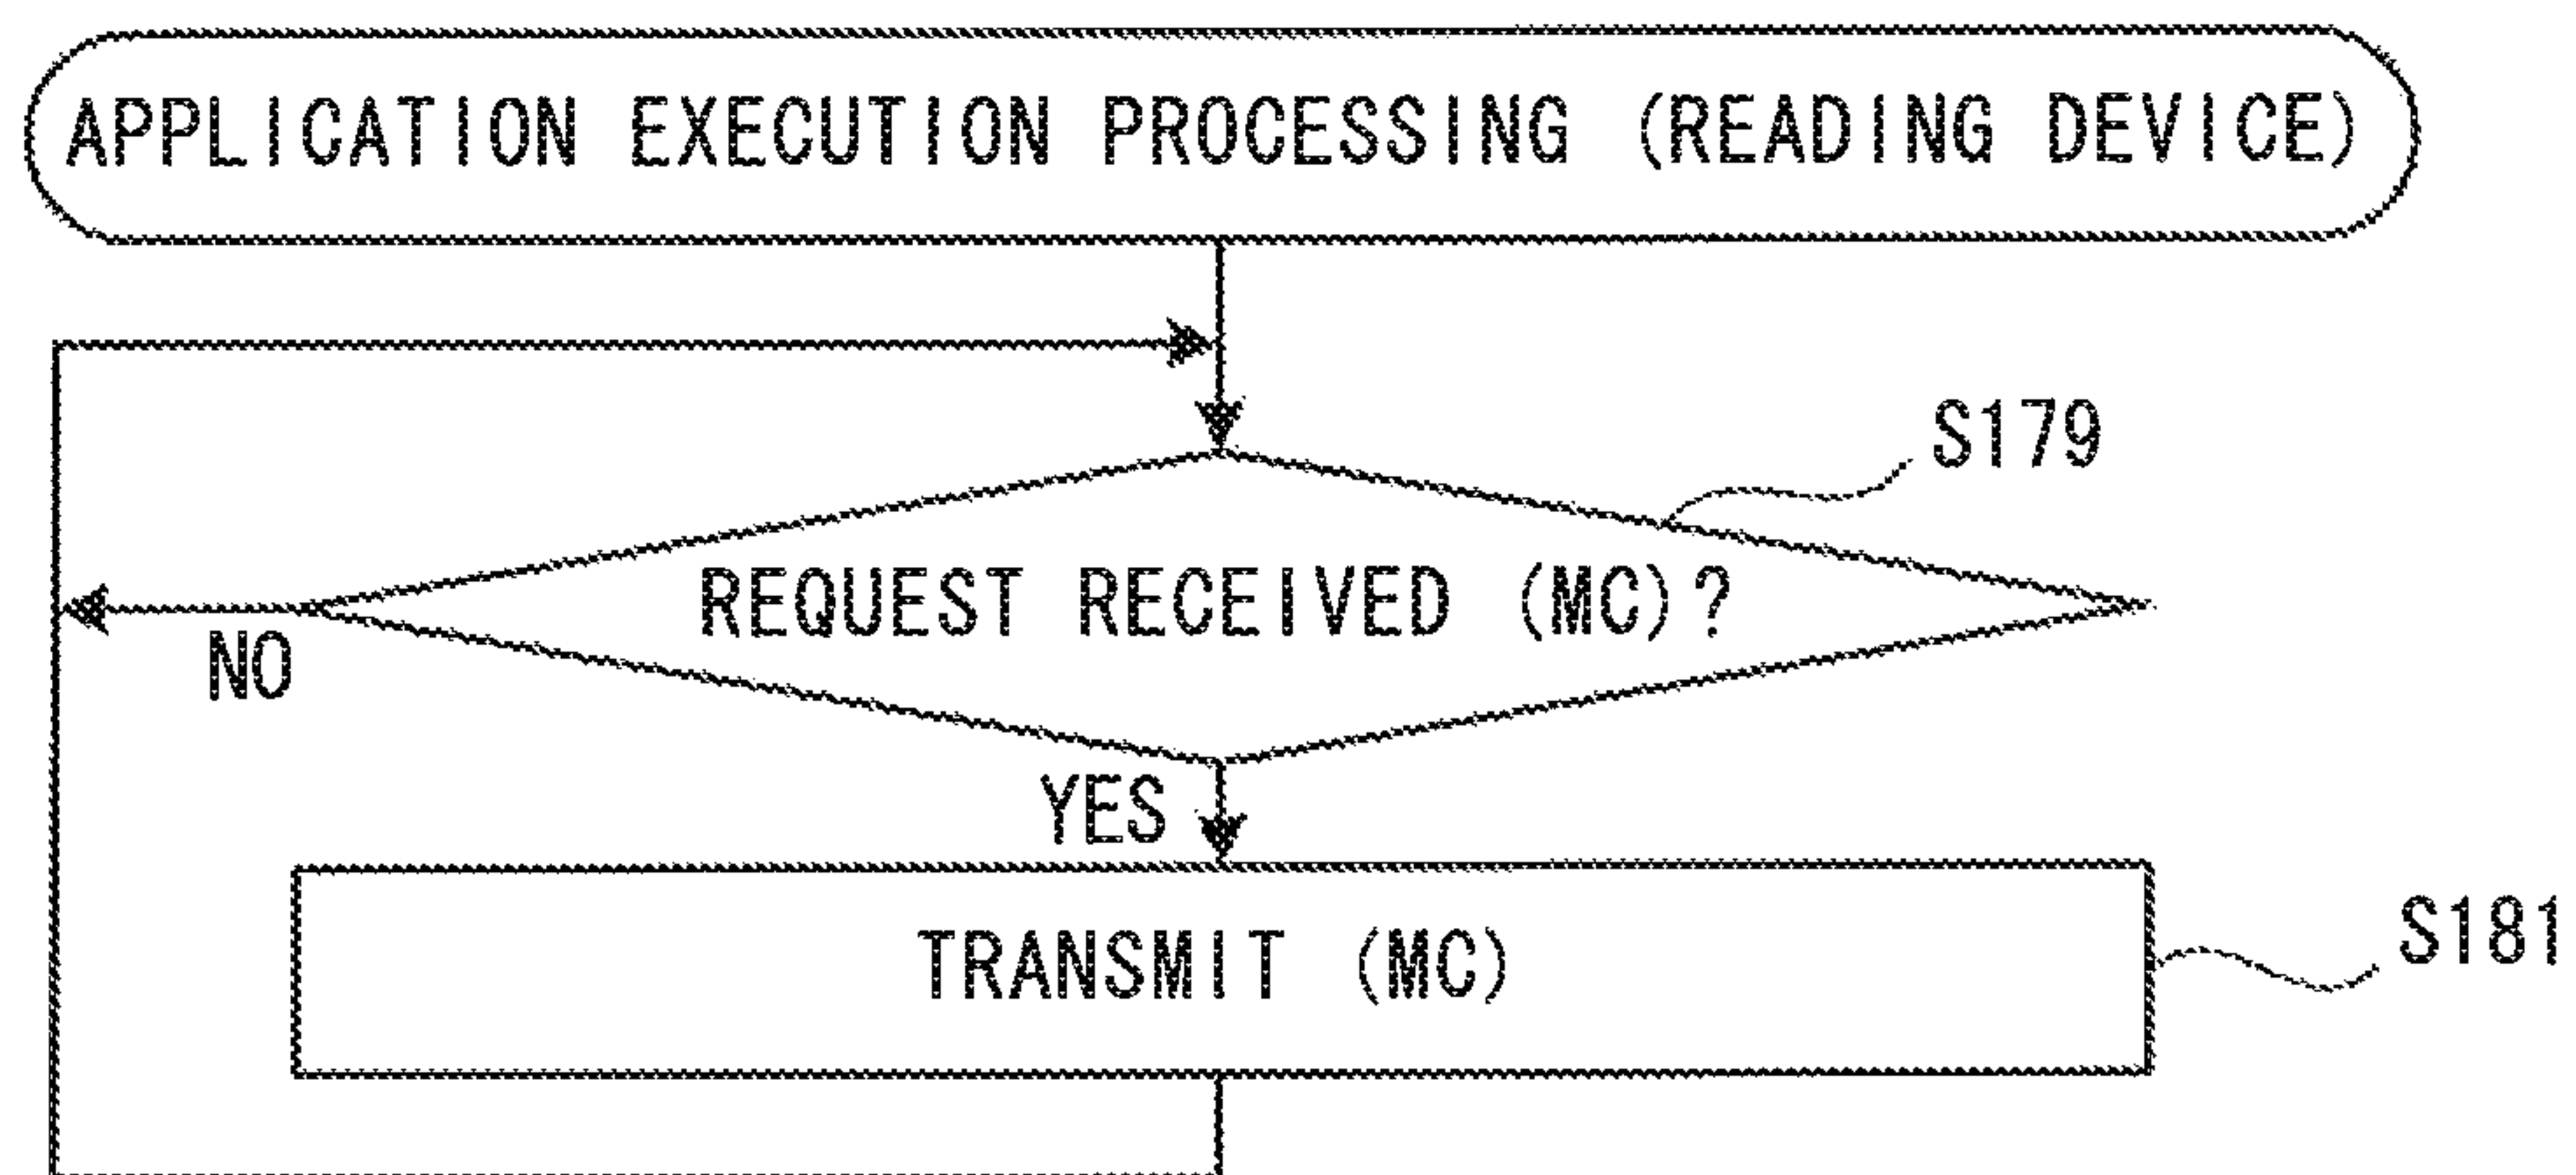 APPLICATION EXECUTION PROCESSING (READING DEVICE)
S179
REQUEST RECEIVED (MC)?
NO
YES
TRANSMIT (MC)
S181